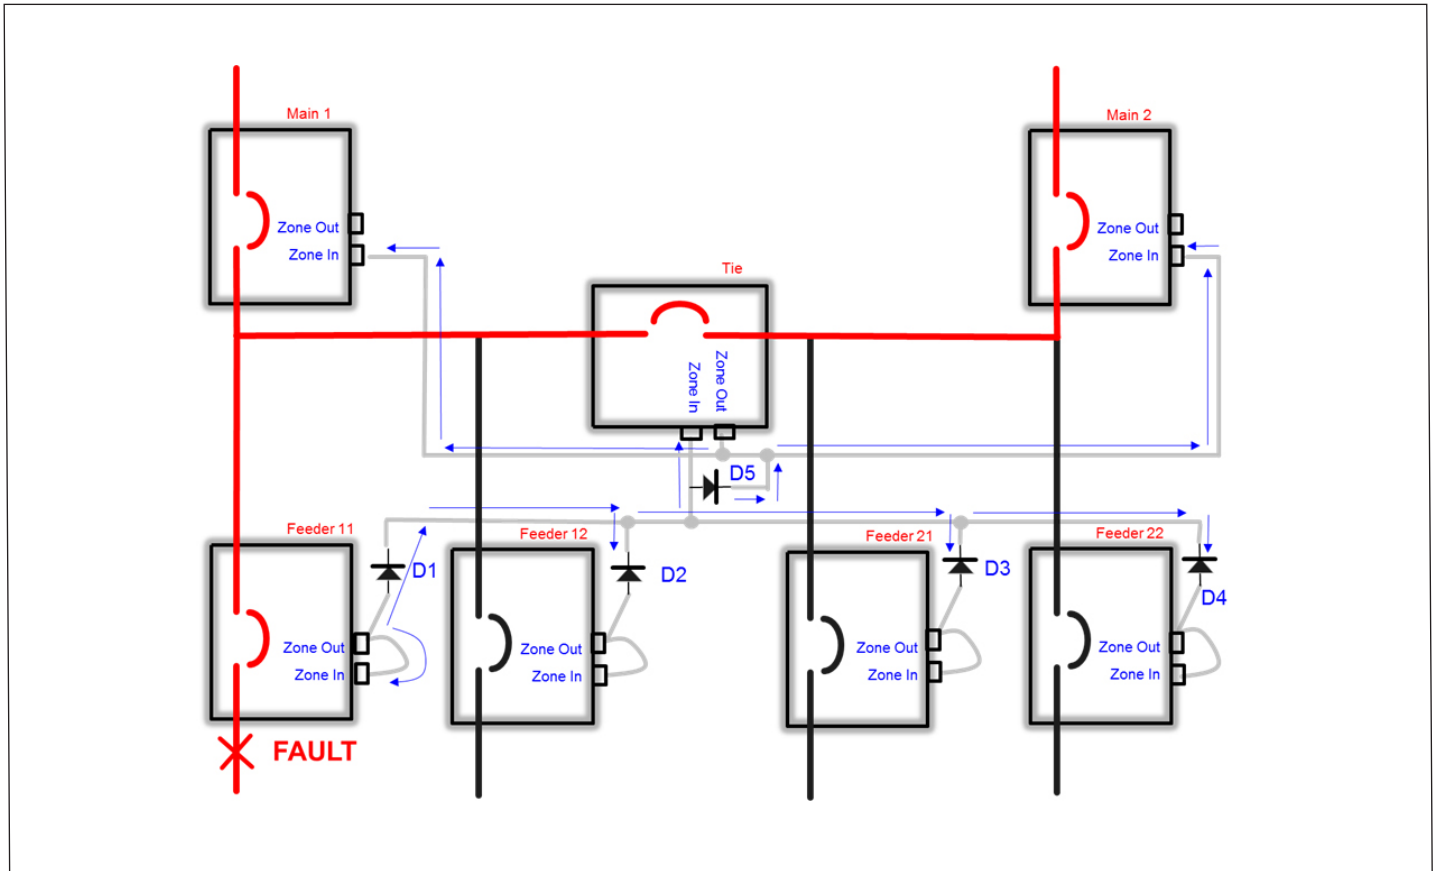 Main 1
Main 2
Zone Out
Zone In
Zone Out
Zone In
Tie
Zone In
Zone Out
D5
Feeder 11
Feeder 12
Feeder 21
Feeder 22
D1
D2
D3
D4
Zone Out
Zone In
Zone Out
Zone In
Zone Out
Zone In
Zone Out
Zone In
FAULT